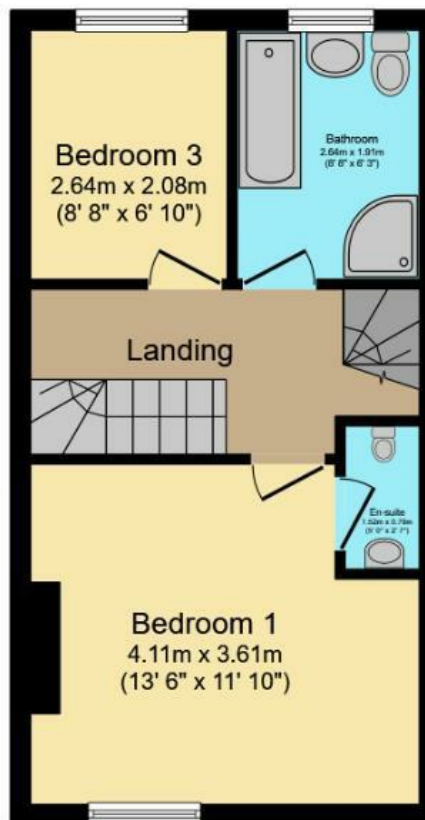 Bedroom 3
2.64m x 2.08m
(8' 8" x 6' 10")
Bathroom
2.64m x 1.91m
(8' 8" x 6' 3")
Landing
En-suite
1.52m x 0.79m
(5' 0" x 2' 7")
Bedroom 1
4.11m x 3.61m
(13' 6" x 11' 10")